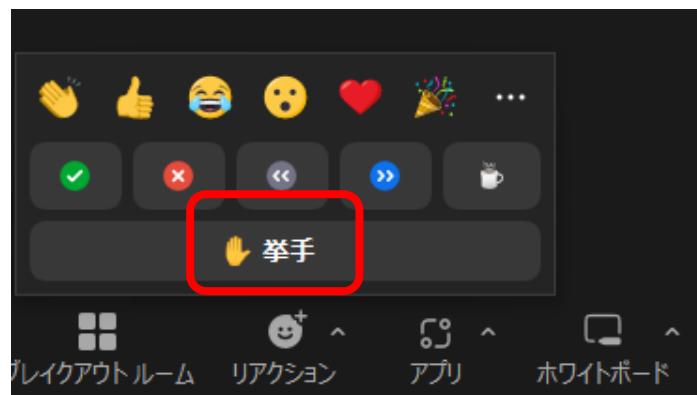 挙手
ブレイクアウト ルーム
リアクション
アプリ
ホワイトボード